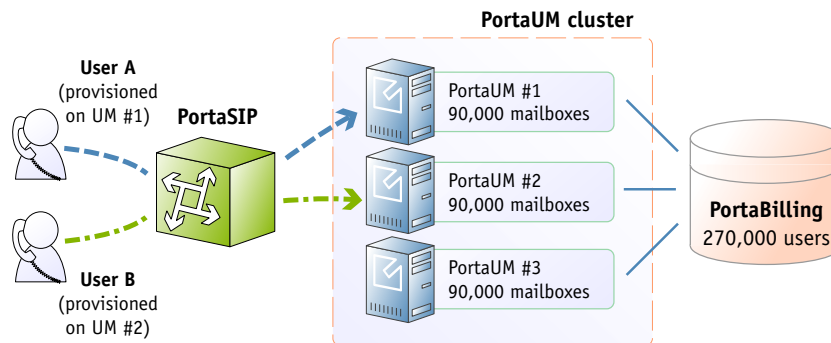 PortaUM cluster
User A
(provisioned
on UM #1)
PortaSIP
PortaUM #1
90,000 mailboxes
PortaUM #2
90,000 mailboxes
PortaUM #3
90,000 mailboxes
PortaBilling
270,000 users
User B
(provisioned
on UM #2)